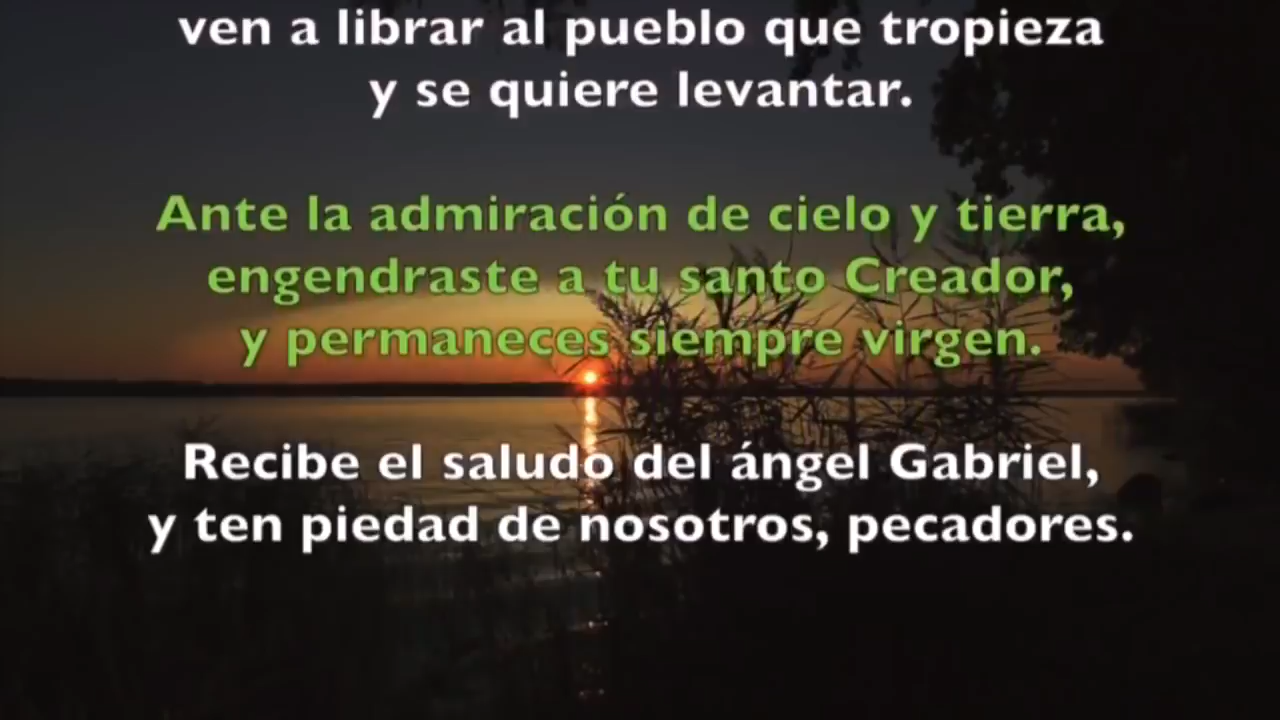 ven a librar al pueblo que tropieza
y se quiere levantar.
Ante la admiración de cielo y tierra,
engendraste a tu santo Creador,
y permaneces siempre virgen.
Recibe el saludo del ángel Gabriel,
y ten piedad de nosotros, pecadores.